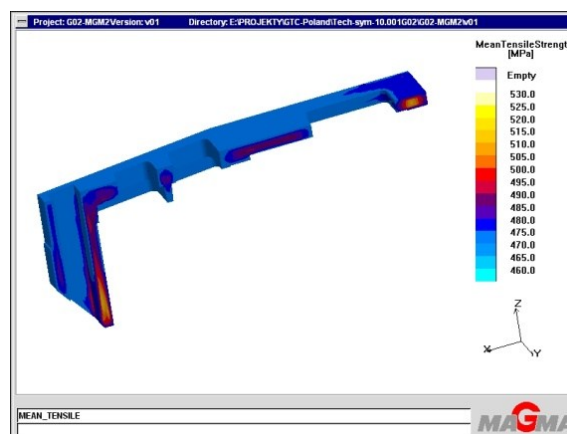 Project: G02-MGM2Version: v01 Directory: E:\PROJEKTY\GTC-Poland\Tech-sym-10.001G02\G02-MGM2\v01
MeanTensileStrengt
[MPa]
Empty
530.0
525.0
520.0
515.0
510.0
505.0
500.0
495.0
490.0
485.0
480.0
475.0
470.0
465.0
460.0
Z
X
Y
MEAN_TENSILE
MAGMA